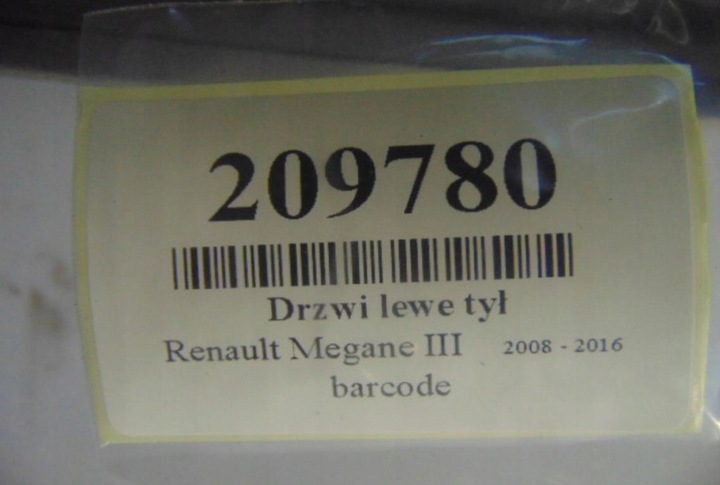 209780
Drzwi lewe tył
Renault Megane III 2008 - 2016
barcode